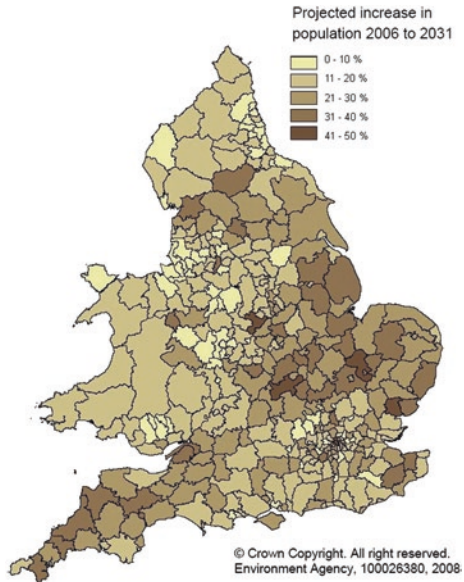 Projected increase in
population 2006 to 2031
0 - 10 %
11 - 20 %
21 - 30 %
31 - 40 %
41 - 50 %
© Crown Copyright. All right reserved.
Environment Agency, 100026380, 2008